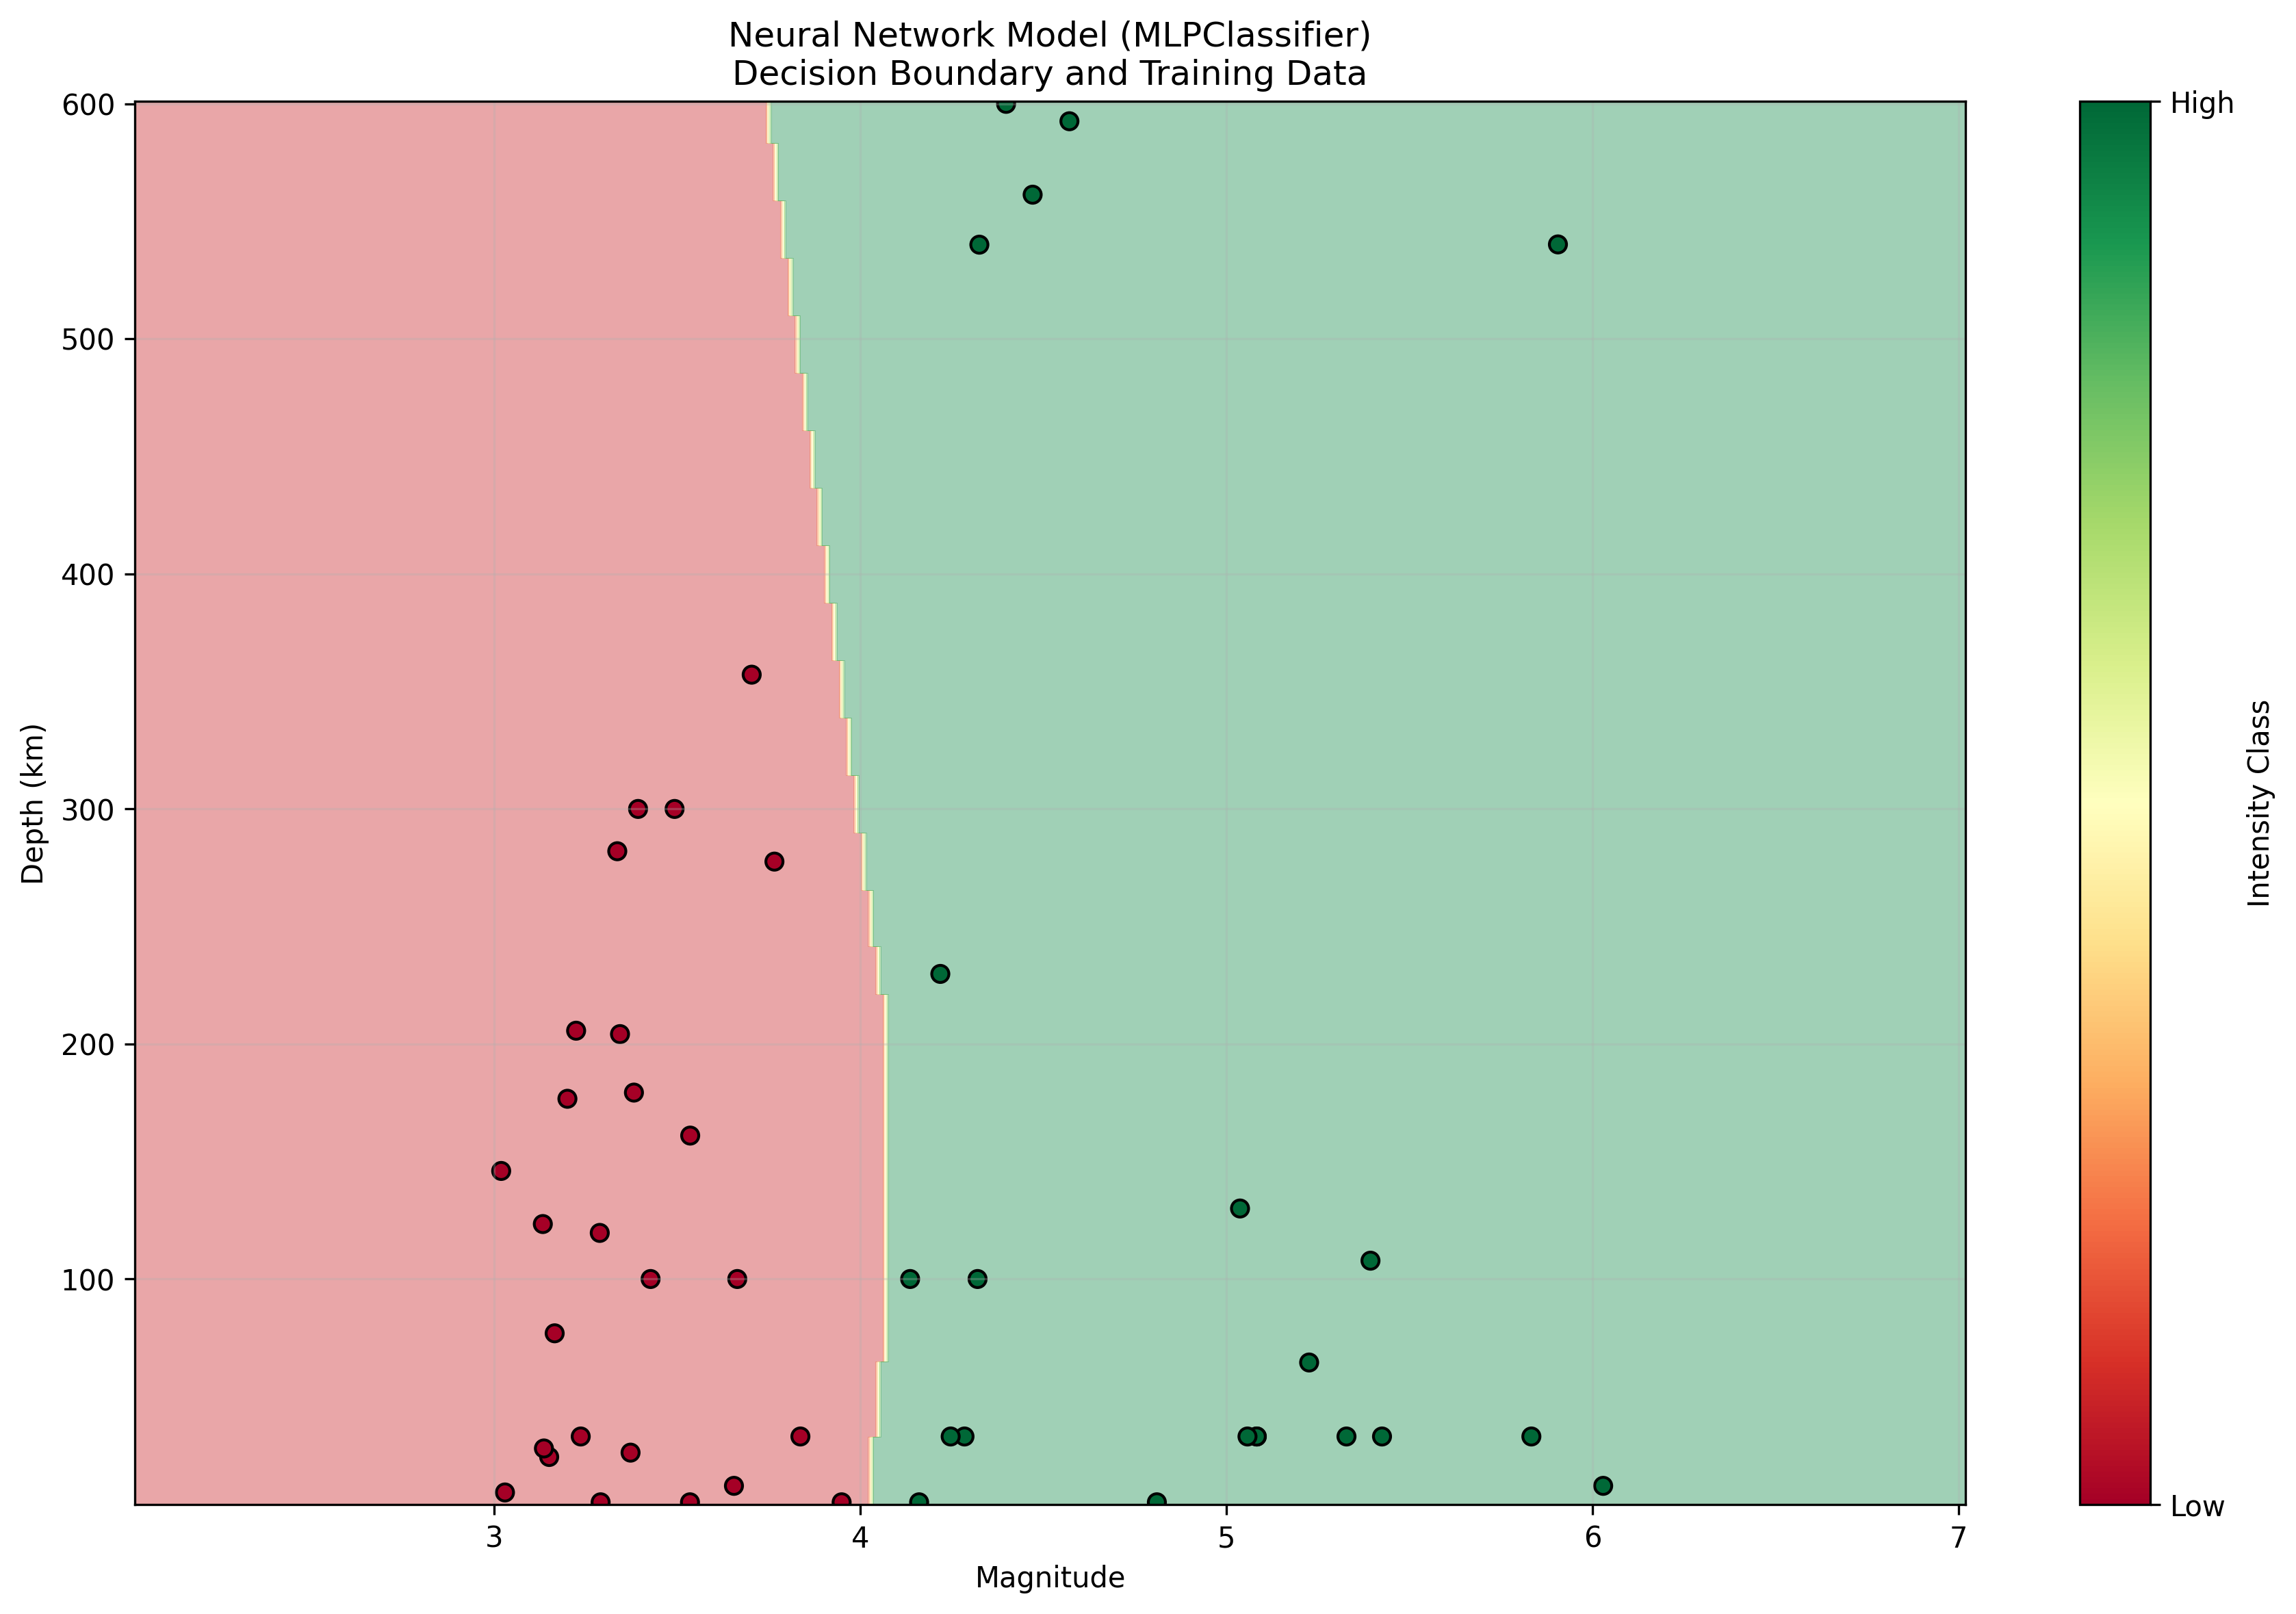 Neural Network Model (MLPClassifier)
Decision Boundary and Training Data
600
500
400
300
200
100
Depth (km)
3
4
5
6
7
Magnitude
High
Low
Intensity Class